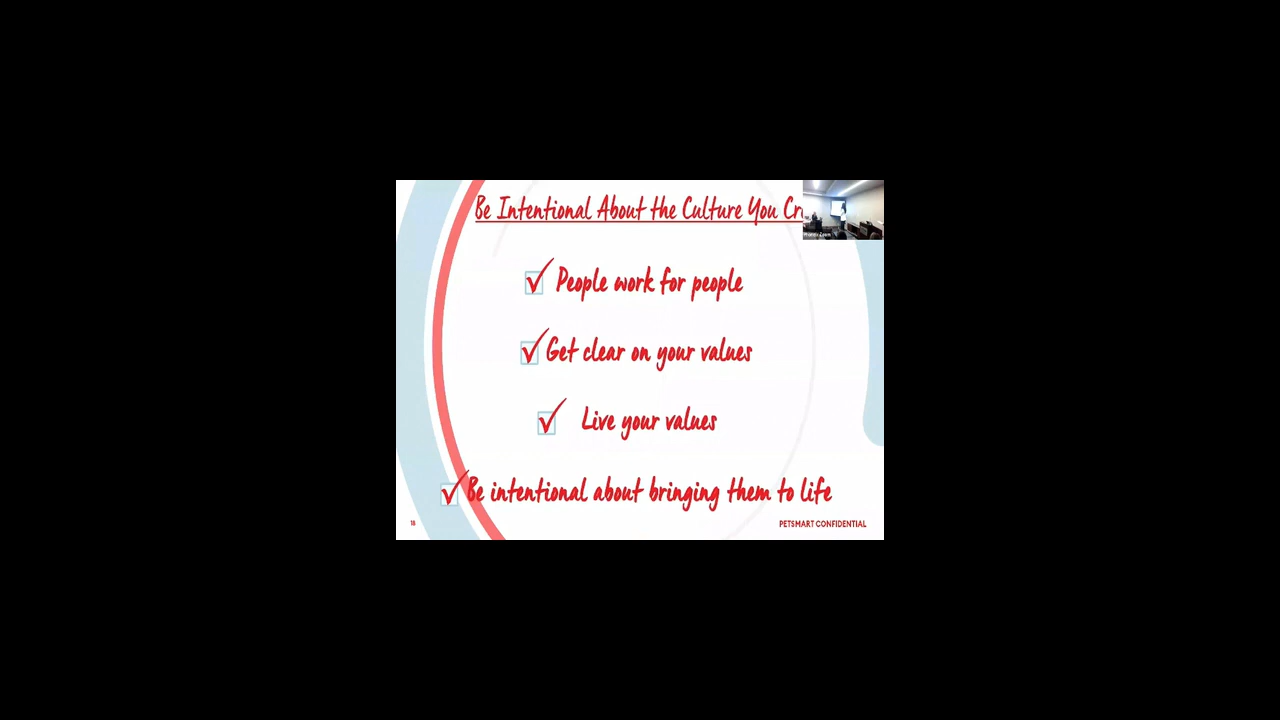 Be Intentional About the Culture You Cr
People work for people
Get clear on your values
Live your values
Be intentional about bringing them to life
18
PETSMART CONFIDENTIAL